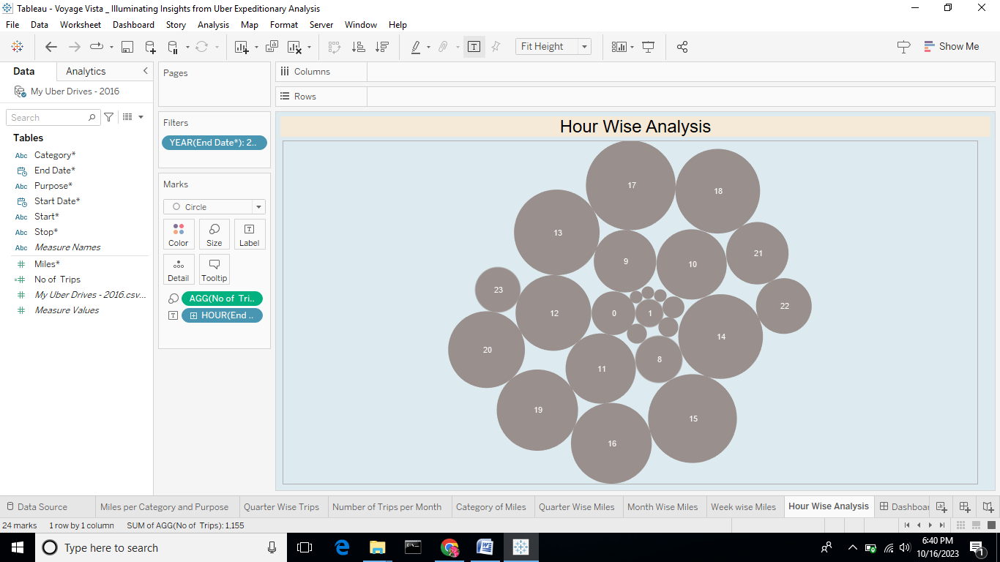 Tableau - Voyage Vista _ Illuminating Insights from Uber Expeditionary Analysis
File Data Worksheet Dashboard Story Analysis Map Format Server Window Help
Fit Height
Show Me
Data Analytics
My Uber Drives - 2016
Search
Tables
Abc Category*
End Date*
Abc Purpose*
Start Date*
Abc Start*
Abc Stop*
Abc Measure Names
Miles*
No of Trips
My Uber Drives - 2016.csv...
Measure Values
Pages
Filters
YEAR(End Date*): 2..
Marks
Circle
Color Size Label
Detail Tooltip
AGG(No of Tri..
HOUR(End ..
Columns
Rows
Hour Wise Analysis
17
18
13
21
9
10
23
22
12
0
1
14
20
8
11
19
15
16
Data Source Miles per Category and Purpose Quarter Wise Trips Number of Trips per Month Category of Miles Quarter Wise Miles Month Wise Miles Week wise Miles Hour Wise Analysis Dashboar
24 marks 1 row by 1 column SUM of AGG(No of Trips): 1,155
Type here to search
6:40 PM
10/16/2023
1